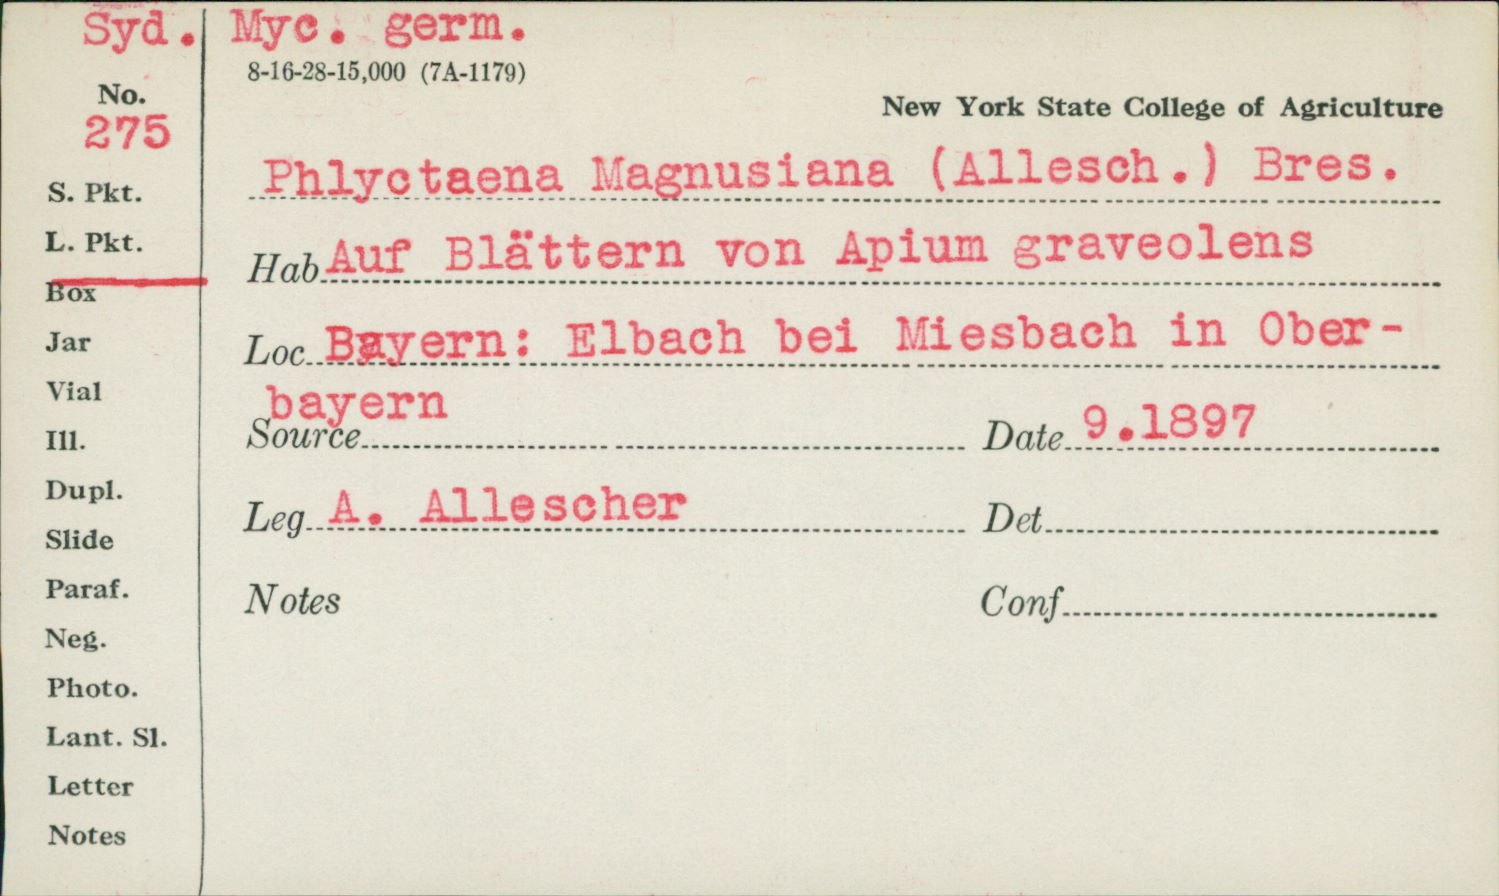 Syd. Myc. germ.
8-16-28-15,000 (7A-1179)
No.
275
New York State College of Agriculture
S. Pkt.
L. Pkt.
Box
Jar
Vial
Ill.
Dupl.
Slide
Paraf.
Neg.
Photo.
Lant. Sl.
Letter
Notes
Phlyctaena Magnusiana (Allesch.) Bres.
Hab Auf Blättern von Apium graveolens
Loc Bayern: Elbach bei Miesbach in Ober-
bayern
Source Date 9.1897
Leg A. Allescher Det
Notes Conf